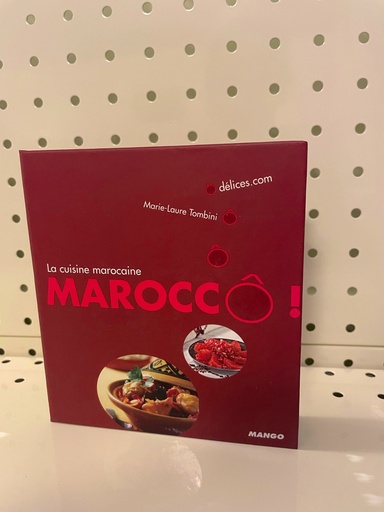 délices.com
Marie-Laure Tombini
La cuisine marocaine
MAROCCÔ !
MANGO